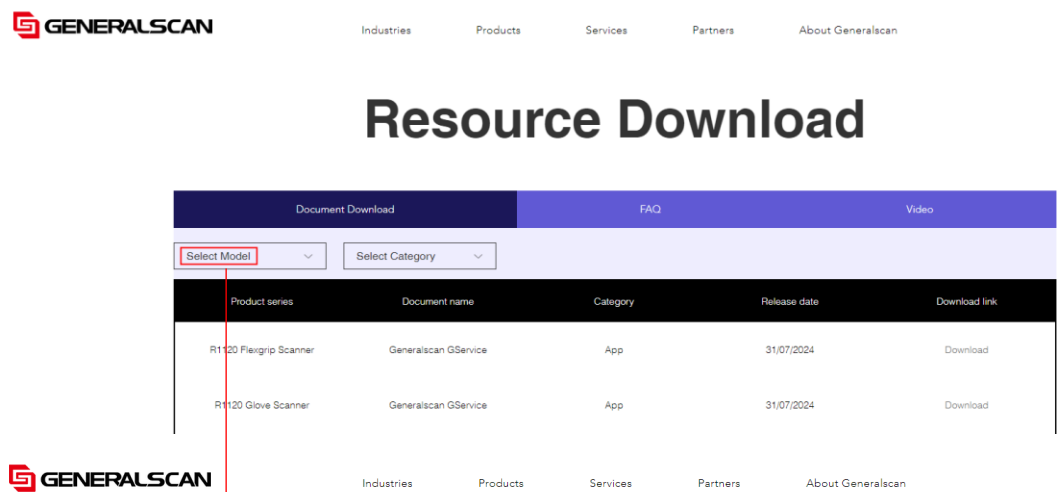 GENERALSCAN Industries Products Services Partners About Generalscan
Resource Download
Document Download FAQ Video
Select Model Select Category
Product series Document name Category Release date Download link
R1120 Flexgrip Scanner Generalscan GService App 31/07/2024 Download
R1120 Glove Scanner Generalscan GService App 31/07/2024 Download
GENERALSCAN Industries Products Services Partners About Generalscan